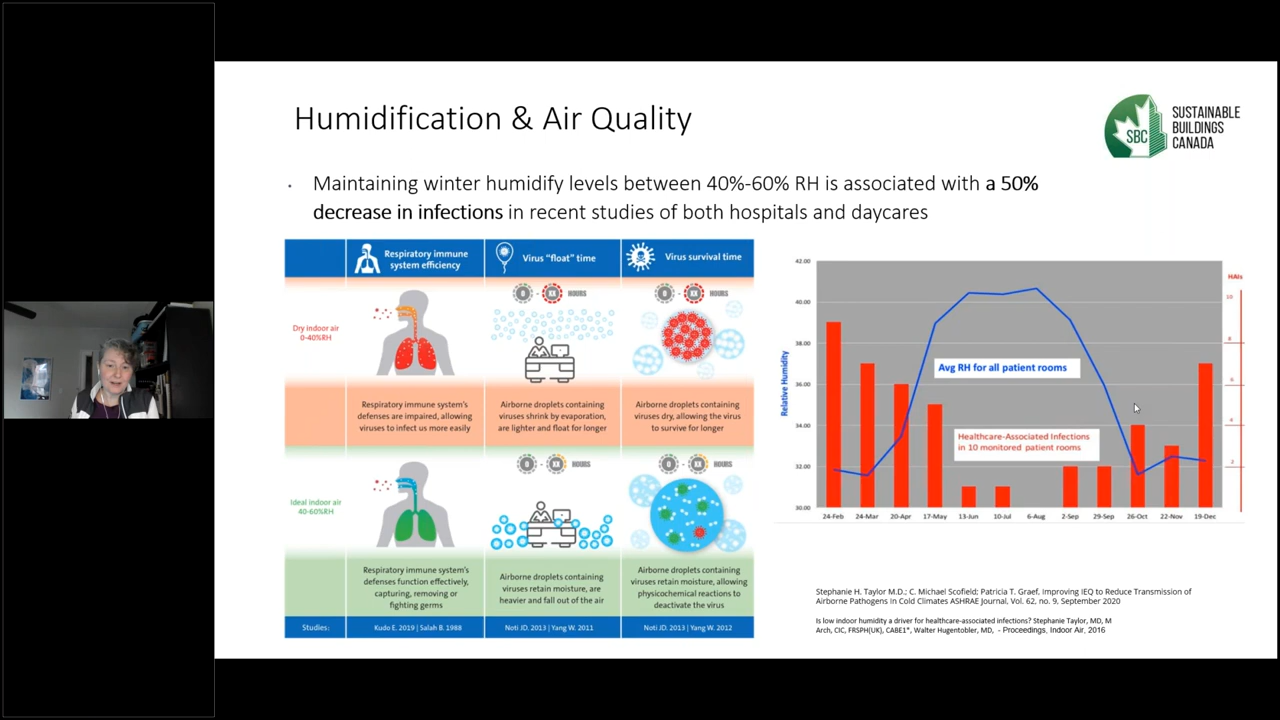 Humidification & Air Quality
SBC
SUSTAINABLE
BUILDINGS
CANADA
Maintaining winter humidify levels between 40%-60% RH is associated with a 50%
decrease in infections in recent studies of both hospitals and daycares
Respiratory immune
system efficiency
Virus "float" time
Virus survival time
Dry indoor air
0-40%RH
0 - XX HOURS
0 - XX HOURS
Respiratory immune system's
defenses are impaired, allowing
viruses to infect us more easily
Airborne droplets containing
viruses shrink by evaporation,
are lighter and float for longer
Airborne droplets containing
viruses dry, allowing the virus
to survive for longer
Ideal indoor air
40-60%RH
0 - XX HOURS
0 - XX HOURS
Respiratory immune system's
defenses function effectively,
capturing, removing or
fighting germs
Airborne droplets containing
viruses retain moisture, are
heavier and fall out of the air
Airborne droplets containing
viruses retain moisture, allowing
physicochemical reactions to
deactivate the virus
Studies:
Kudo E. 2019 | Salah B. 1988
Noti JD. 2013 | Yang W. 2011
Noti JD. 2013 | Yang W. 2012
Relative Humidity
42.00
40.00
38.00
36.00
34.00
32.00
30.00
Avg RH for all patient rooms
Healthcare-Associated Infections
in 10 monitored patient rooms
HAIs
10
8
6
4
2
24-Feb 24-Mar 20-Apr 17-May 13-Jun 10-Jul 6-Aug 2-Sep 29-Sep 26-Oct 22-Nov 19-Dec
Stephanie H. Taylor M.D.; C. Michael Scofield; Patricia T. Graef, Improving IEQ to Reduce Transmission of
Airborne Pathogens in Cold Climates ASHRAE Journal, Vol. 62, no. 9, September 2020
Is low indoor humidity a driver for healthcare-associated infections? Stephanie Taylor, MD, M
Arch, CIC, FRSPH(UK), CABE1*, Walter Hugentobler, MD, - Proceedings, Indoor Air, 2016